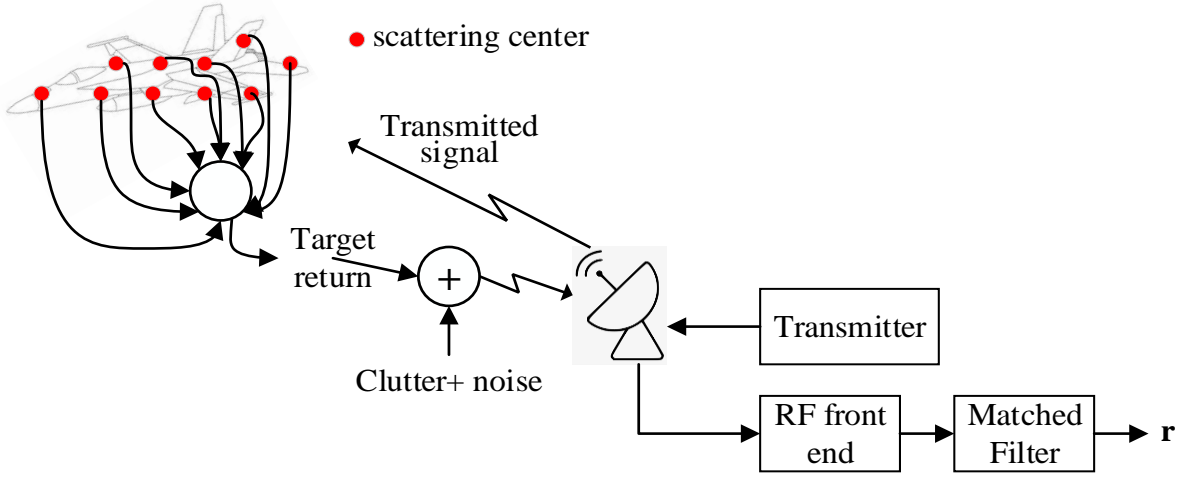 scattering center
Transmitted
signal
Target
return
+
Clutter+ noise
Transmitter
RF front
end
Matched
Filter
r